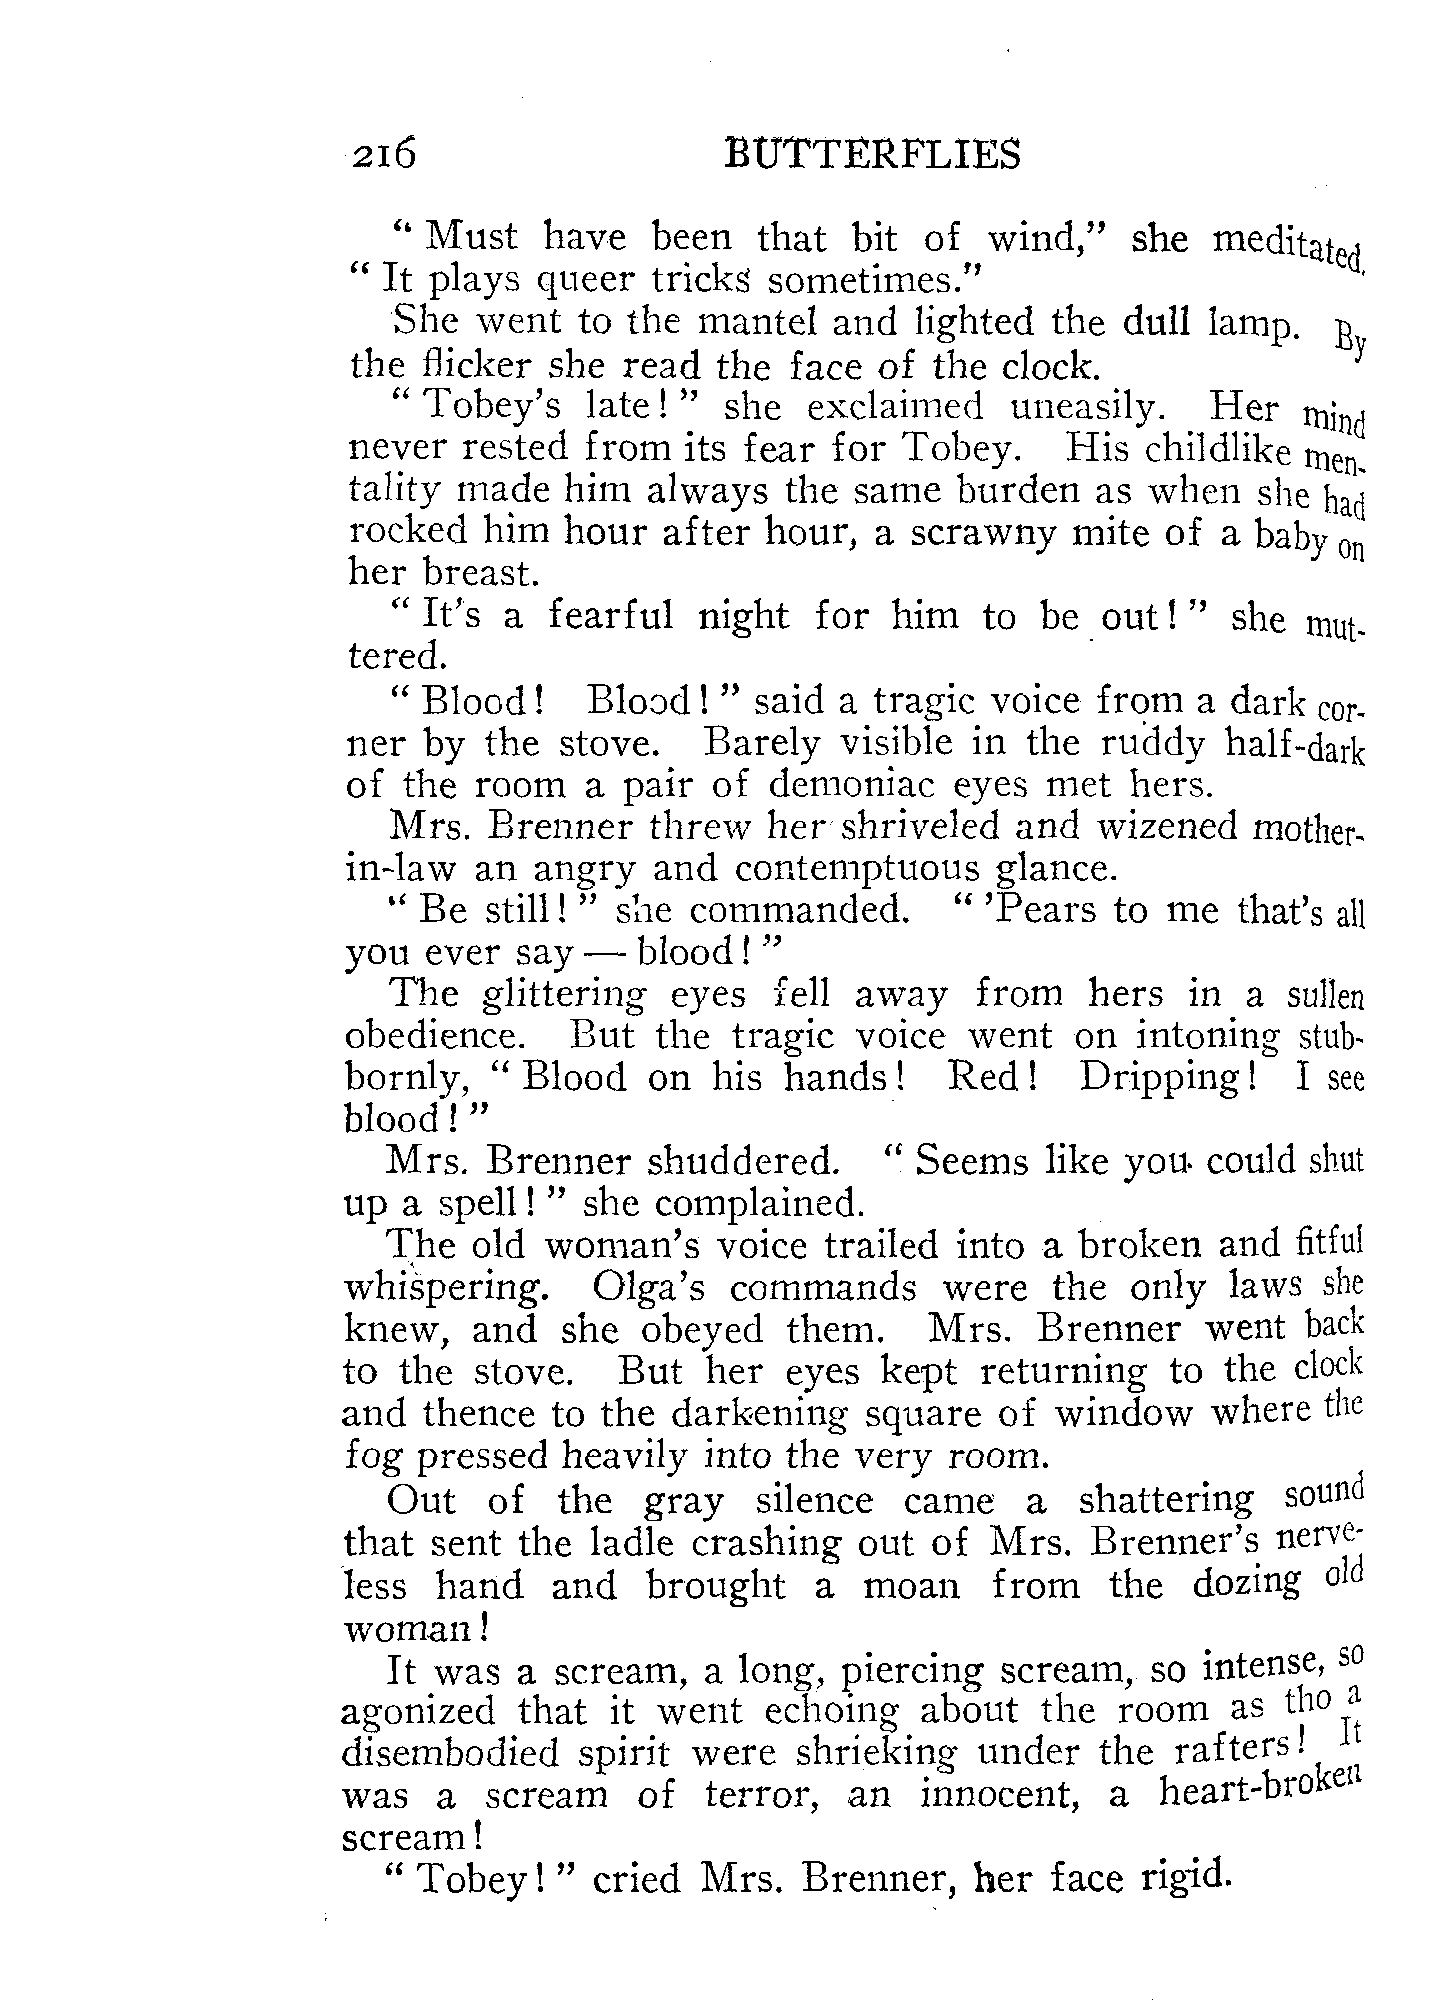 216 BUTTERFLIES
" Must have been that bit of wind," she meditated.
" It plays queer tricks sometimes."
She went to the mantel and lighted the dull lamp. By
the flicker she read the face of the clock.
" Tobey's late! " she exclaimed uneasily. Her mind
never rested from its fear for Tobey. His childlike men-
tality made him always the same burden as when she had
rocked him hour after hour, a scrawny mite of a baby on
her breast.
" It's a fearful night for him to be out! " she mut-
tered.
" Blood! Blood! " said a tragic voice from a dark cor-
ner by the stove. Barely visible in the ruddy half-dark
of the room a pair of demoniac eyes met hers.
Mrs. Brenner threw her shriveled and wizened mother-
in-law an angry and contemptuous glance.
" Be still! " she commanded. " 'Pears to me that's all
you ever say — blood! "
The glittering eyes fell away from hers in a sullen
obedience. But the tragic voice went on intoning stub-
bornly, " Blood on his hands! Red! Dripping! I see
blood! "
Mrs. Brenner shuddered. " Seems like you could shut
up a spell! " she complained.
The old woman's voice trailed into a broken and fitful
whispering. Olga's commands were the only laws she
knew, and she obeyed them. Mrs. Brenner went back
to the stove. But her eyes kept returning to the clock
and thence to the darkening square of window where the
fog pressed heavily into the very room.
Out of the gray silence came a shattering sound
that sent the ladle crashing out of Mrs. Brenner's nerve-
less hand and brought a moan from the dozing old
woman!
It was a scream, a long, piercing scream, so intense, so
agonized that it went echoing about the room as tho a
disembodied spirit were shrieking under the rafters! It
was a scream of terror, an innocent, a heart-broken
scream!
" Tobey! " cried Mrs. Brenner, her face rigid.